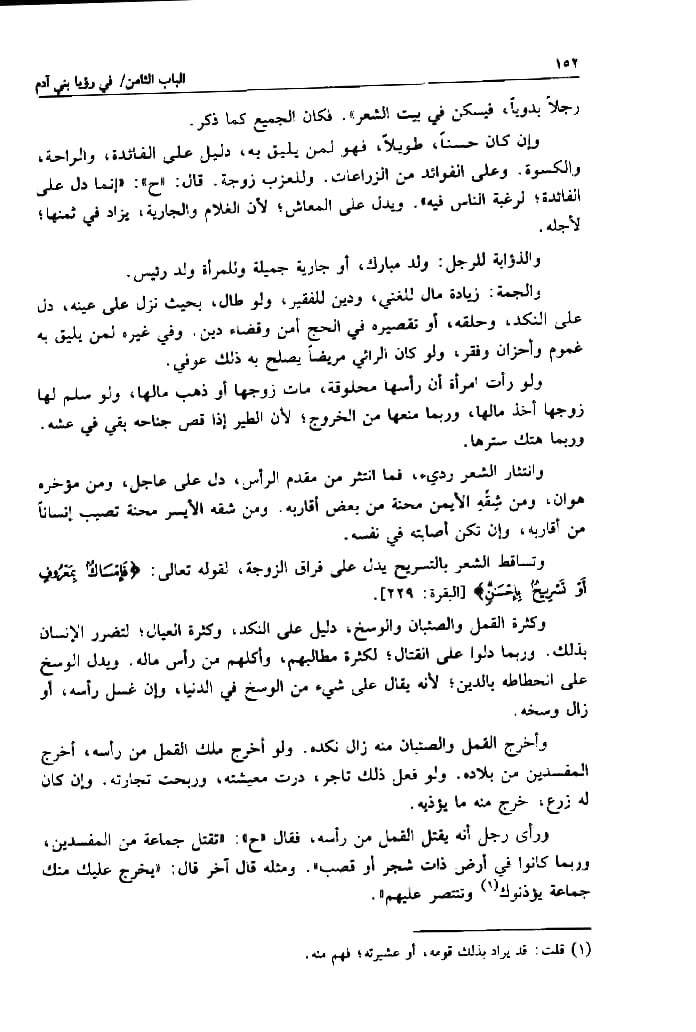 ١٥٢
الباب الثامن/ في رؤيا بني آدم
رجلاً بدوياً، فيسكن في بيت الشعر». فكان الجميع كما ذكر.
وإن كان حسناً، طويلاً، فهو لمن يليق به، دليل على الفائدة، والراحة،
والكسوة. وعلى الفوائد من الزراعات. وللعزب زوجة. قال: «ح»: «إنما دل على
الفائدة؛ لرغبة الناس فيه». ويدل على المعاش؛ لأن الغلام والجارية، يزاد في ثمنها؛
لأجله.
والذؤابة للرجل: ولد مبارك، أو جارية جميلة وللمرأة ولد رئيس.
والجمة: زيادة مال للغني، ودين للفقير، ولو طال، بحيث نزل على عينه، دل
على النكد، وحلقه، أو تقصيره في الحج أمن وقضاء دين. وفي غيره لمن يليق به
غموم وأحزان وفقر، ولو كان الرائي مريضاً يصلح به ذلك عوفي.
ولو رأت امرأة أن رأسها محلوقة، مات زوجها أو ذهب مالها، ولو سلم لها
زوجها أخذ مالها، وربما منعها من الخروج؛ لأن الطير إذا قص جناحه بقي في عشه.
وربما هتك سترها.
وانتثار الشعر رديء، فما انتثر من مقدم الرأس، دل على عاجل، ومن مؤخره
هوان، ومن شِقِّهِ الأيمن محنة من بعض أقاربه. ومن شقه الأيسر محنة تصيب إنساناً
من أقاربه، وإن تكن أصابته في نفسه.
وتساقط الشعر بالتسريح يدل على فراق الزوجة، لقوله تعالى: ﴿فَإِمْسَاكٌ بِمَعْرُوفٍ
أَوْ تَسْرِيحٌ بِإِحْسَنٍ﴾ [البقرة: ٢٢٩].
وكثرة القمل والصئبان والوسخ، دليل على النكد، وكثرة العيال؛ لتضرر الإنسان
بذلك. وربما دلوا على القتال؛ لكثرة مطالبهم، وأكلهم من رأس ماله. ويدل الوسخ
على انحطاطه بالدين؛ لأنه يقال على شيء من الوسخ في الدنيا، وإن غسل رأسه، أو
زال وسخه.
وأخرج القمل والصئبان منه زال نكده. ولو أخرج ملك القمل من رأسه، أخرج
المفسدين من بلاده. ولو فعل ذلك تاجر، درت معيشته، وربحت تجارته. وإن كان
له زرع، خرج منه ما يؤذيه.
ورأى رجل أنه يقتل القمل من رأسه، فقال «ح»: «تقتل جماعة من المفسدين،
وربما كانوا في أرض ذات شجر أو قصب». ومثله قال آخر قال: «يخرج عليك منك
جماعة يؤذنوك(١) وتنتصر عليهم».
(١) قلت: قد يراد بذلك قومه، أو عشيرته؛ فهم منه.